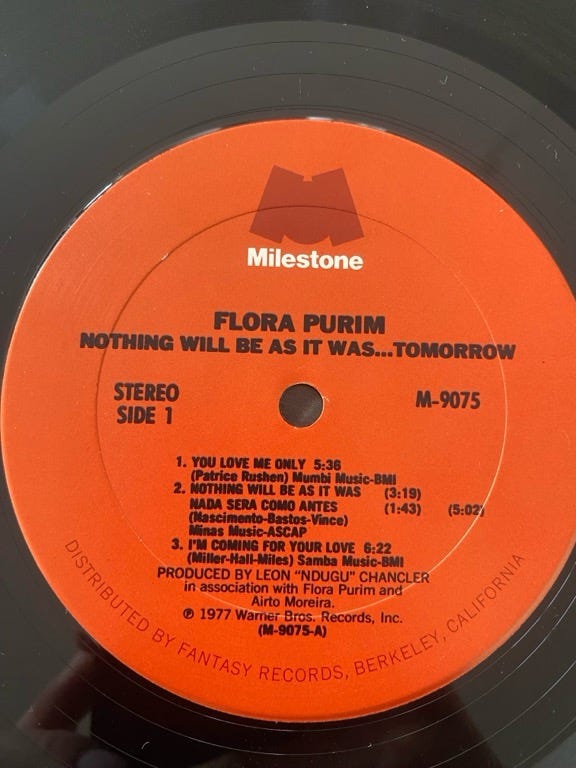 Milestone
FLORA PURIM
NOTHING WILL BE AS IT WAS...TOMORROW
STEREO
SIDE 1
M-9075
1. YOU LOVE ME ONLY 5:36
(Patrice Rushen) Mumbi Music-BMI
2. NOTHING WILL BE AS IT WAS (3:19)
NADA SERA COMO ANTES (1:43) (5:02)
(Nascimento-Bastos-Vince)
Minas Music-ASCAP
3. I'M COMING FOR YOUR LOVE 6:22
(Miller-Hall-Miles) Samba Music-BMI
PRODUCED BY LEON "NDUGU" CHANCLER
in association with Flora Purim and
Airto Moreira.
℗ 1977 Warner Bros. Records, Inc.
(M-9075-A)
DISTRIBUTED BY FANTASY RECORDS, BERKELEY, CALIFORNIA